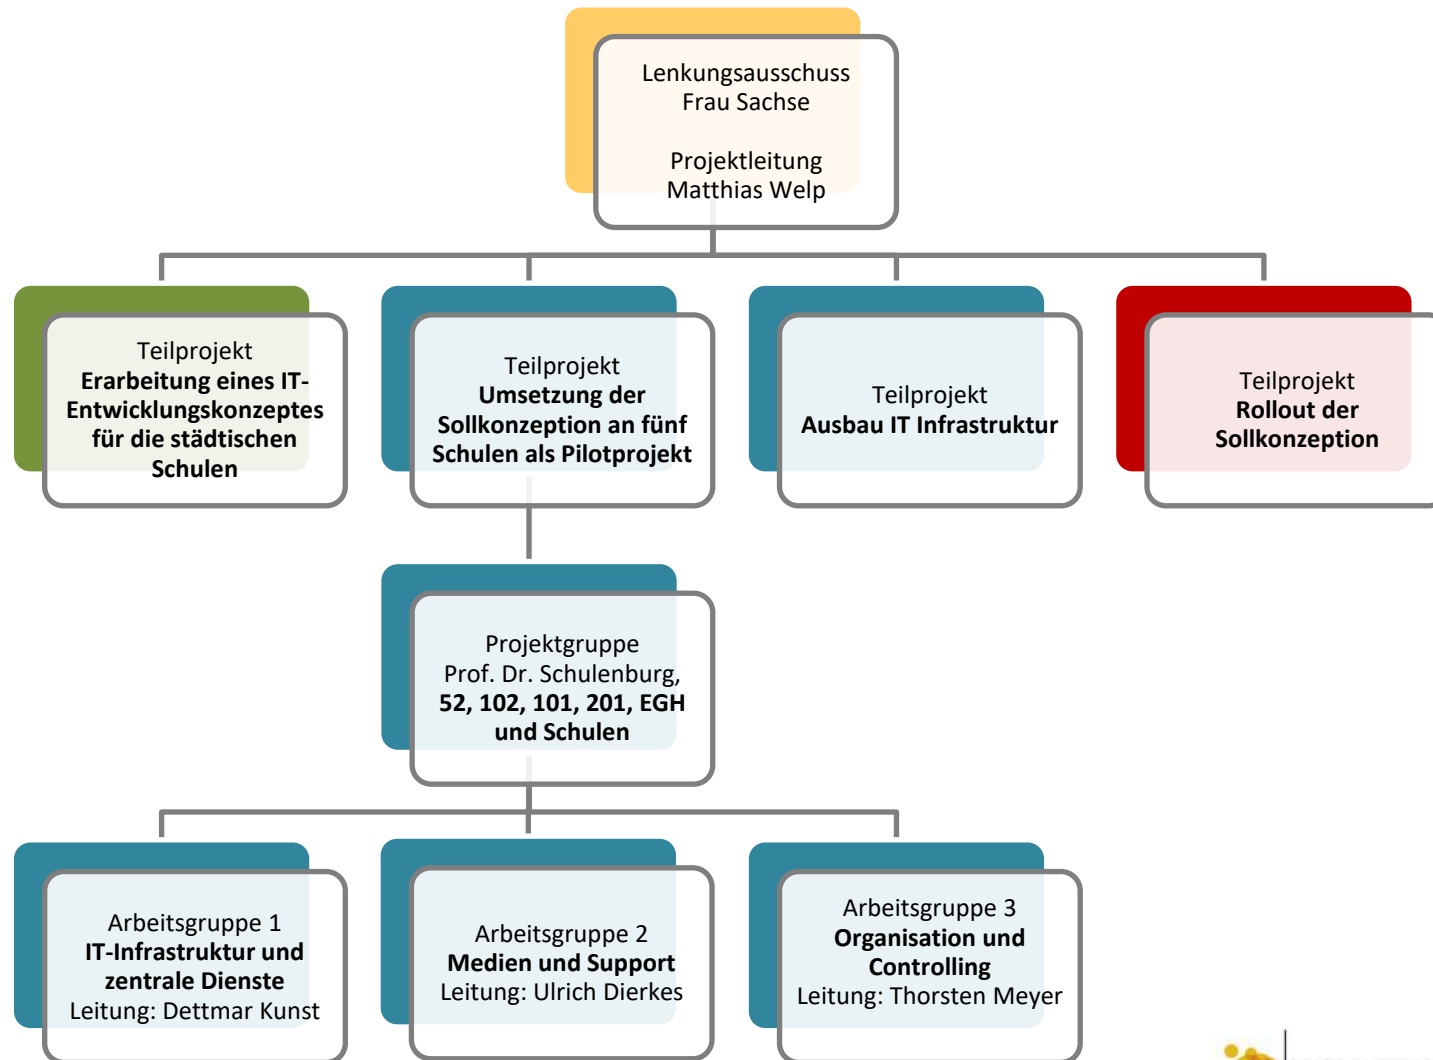 Lenkungsausschuss
Frau Sachse
Projektleitung
Matthias Welp
Teilprojekt
Erarbeitung eines IT-
Entwicklungskonzeptes
für die städtischen
Schulen
Teilprojekt
Umsetzung der
Sollkonzeption an fünf
Schulen als Pilotprojekt
Teilprojekt
Ausbau IT Infrastruktur
Teilprojekt
Rollout der
Sollkonzeption
Projektgruppe
Prof. Dr. Schulenburg,
52, 102, 101, 201, EGH
und Schulen
Arbeitsgruppe 1
IT-Infrastruktur und
zentrale Dienste
Leitung: Dettmar Kunst
Arbeitsgruppe 2
Medien und Support
Leitung: Ulrich Dierkes
Arbeitsgruppe 3
Organisation und
Controlling
Leitung: Thorsten Meyer